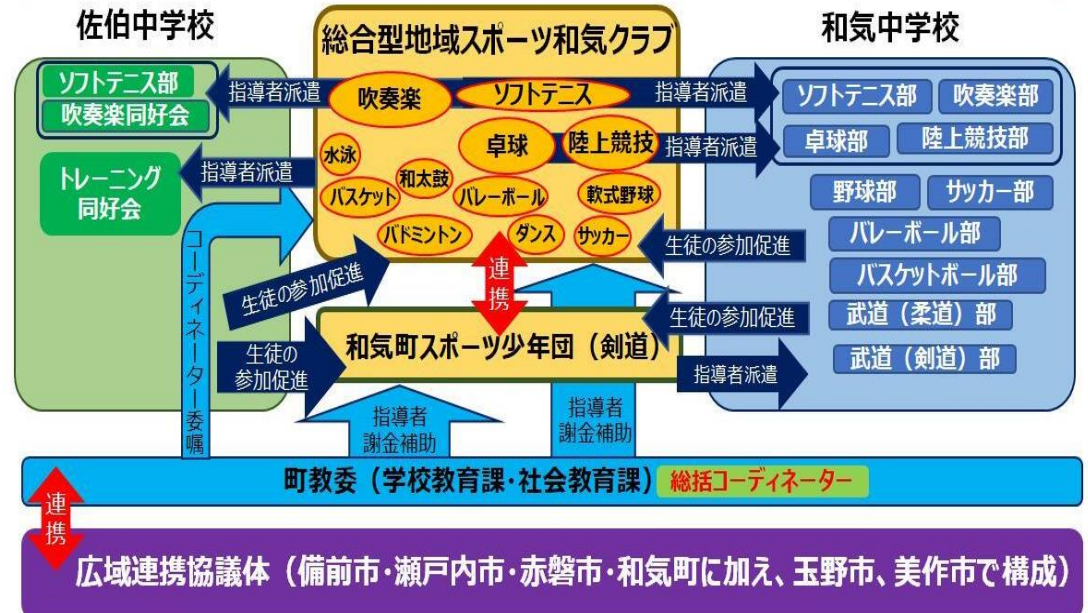 佐伯中学校
総合型地域スポーツ和気クラブ
和気中学校
ソフトテニス部
吹奏楽同好会
指導者派遣
吹奏楽
ソフトテニス
指導者派遣
ソフトテニス部
吹奏楽部
卓球部
陸上競技部
トレーニング
同好会
指導者派遣
水泳
和太鼓
卓球
陸上競技
指導者派遣
バスケット
バレーボール
軟式野球
バドミントン
ダンス
サッカー
野球部
サッカー部
バレーボール部
バスケットボール部
武道（柔道）部
武道（剣道）部
生徒の参加促進
コーディネーター委嘱
生徒の参加促進
連携
生徒の参加促進
生徒の
参加促進
和気町スポーツ少年団（剣道）
指導者派遣
指導者
謝金補助
指導者
謝金補助
町教委（学校教育課・社会教育課）
総括コーディネーター
連携
広域連携協議体（備前市・瀬戸内市・赤磐市・和気町に加え、玉野市、美作市で構成）